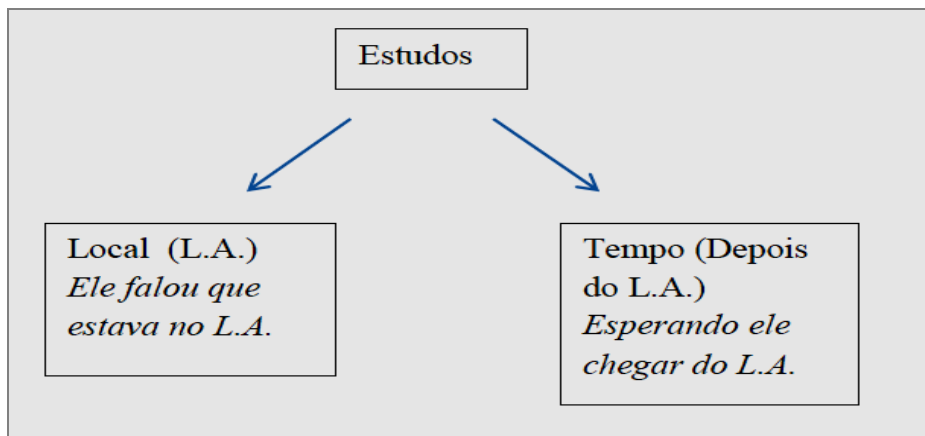 Estudos
Local (L.A.)
Ele falou que
estava no L.A.
Tempo (Depois
do L.A.)
Esperando ele
chegar do L.A.